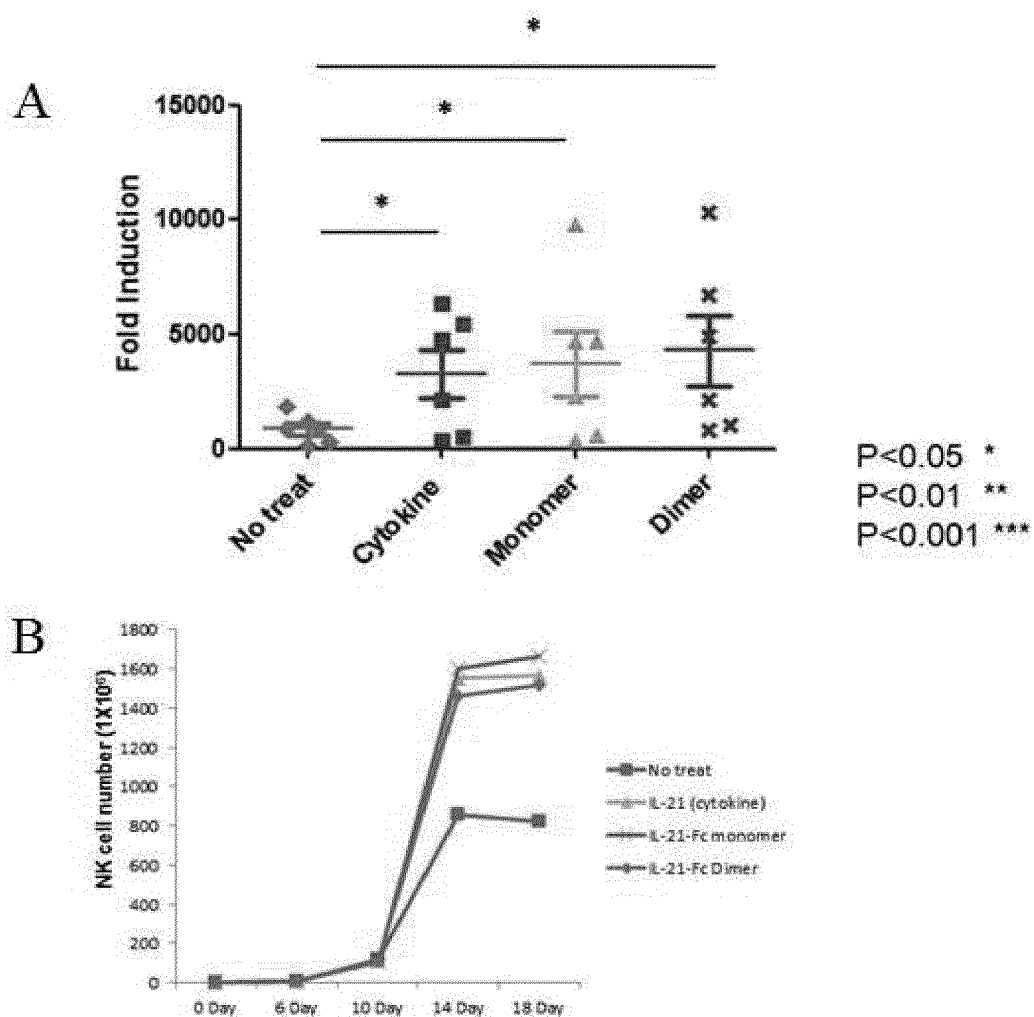 *
A
15000
*
10000
*
5000
0
Fold Induction
No treat
Cytokine
Monomer
Dimer
P<0.05 *
P<0.01 **
P<0.001 ***
B
1800
1600
1400
1200
1000
800
600
400
200
0
NK cell number (1X10⁶)
0 Day
6 Day
10 Day
14 Day
18 Day
No treat
IL-21 (cytokine)
IL-21-Fc monomer
IL-21-Fc Dimer